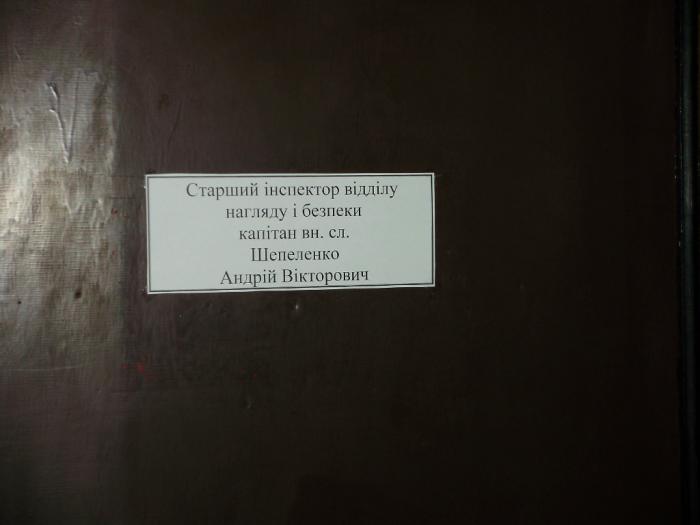 Старший інспектор відділу
нагляду і безпеки
капітан вн. сл.
Шепеленко
Андрій Вікторович